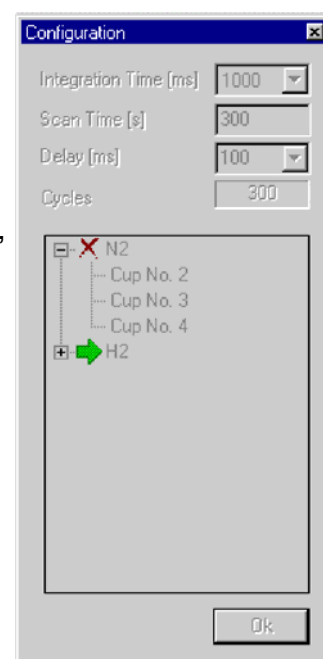 Configuration
Integration Time [ms] 1000
Scan Time [s] 300
Delay [ms] 100
Cycles 300
,
N2
Cup No. 2
Cup No. 3
Cup No. 4
H2
Ok